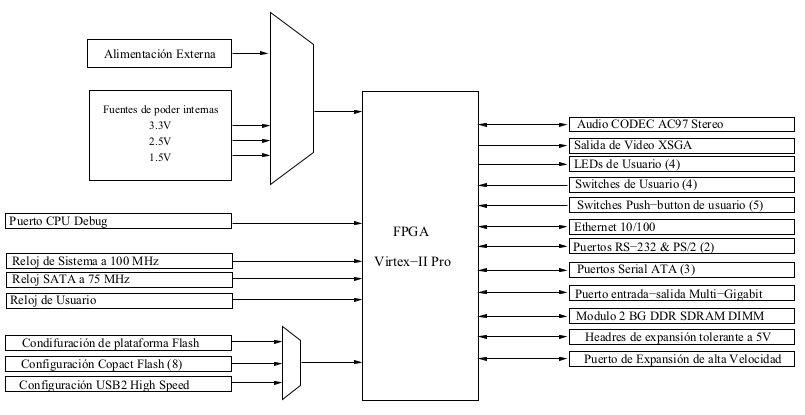 Alimentación Externa
Fuentes de poder internas
3.3V
2.5V
1.5V
Puerto CPU Debug
Reloj de Sistema a 100 MHz
Reloj SATA a 75 MHz
Reloj de Usuario
Condifuración de plataforma Flash
Configuración Copact Flash (8)
Configuración USB2 High Speed
FPGA
Virtex−II Pro
Audio CODEC AC97 Stereo
Salida de Video XSGA
LEDs de Usuario (4)
Switches de Usuario (4)
Switches Push−button de usuario (5)
Ethernet 10/100
Puertos RS−232 & PS/2 (2)
Puertos Serial ATA (3)
Puerto entrada−salida Multi−Gigabit
Modulo 2 BG DDR SDRAM DIMM
Headres de expansión tolerante a 5V
Puerto de Expansión de alta Velocidad